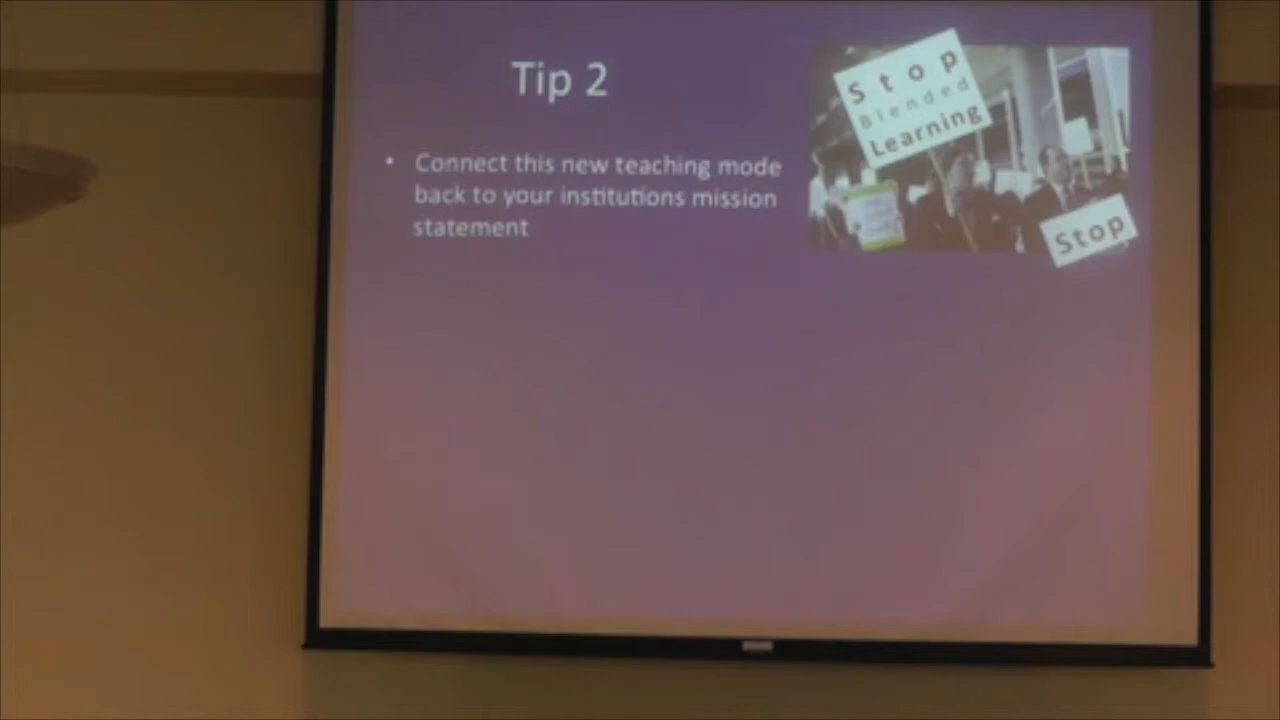 Tip 2
• Connect this new teaching mode
back to your institutions mission
statement
Stop
Blended
Learning
Stop